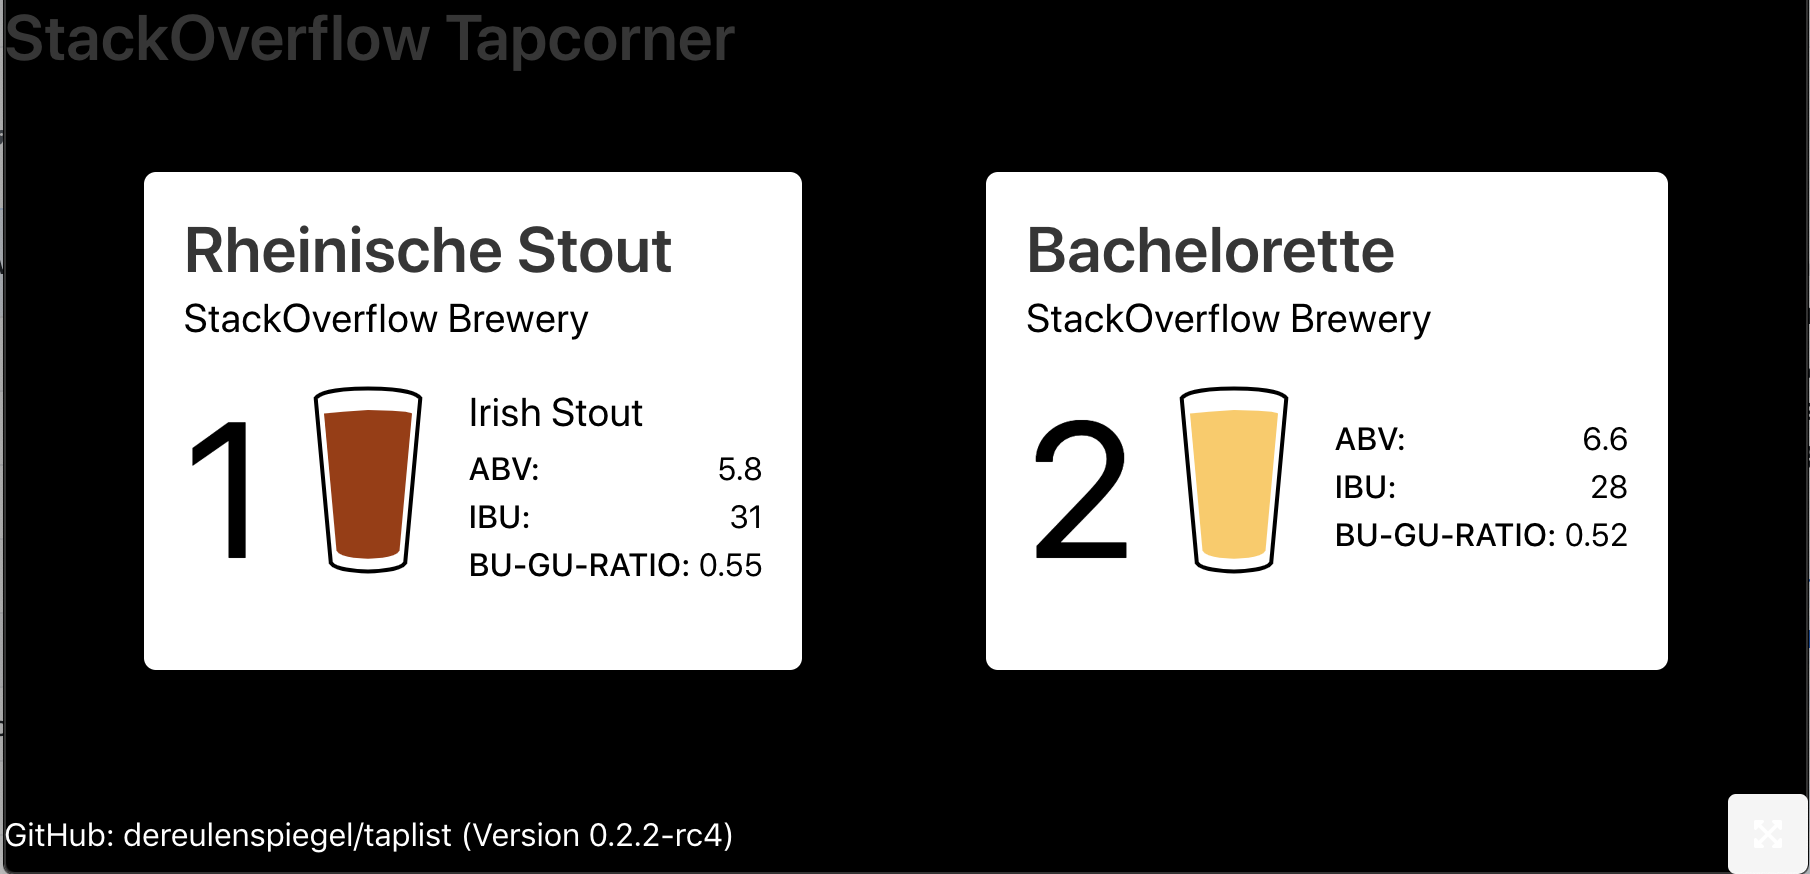 StackOverflow Tapcorner
Rheinische Stout
StackOverflow Brewery
1
Irish Stout
ABV: 5.8
IBU: 31
BU-GU-RATIO: 0.55
Bachelorette
StackOverflow Brewery
2
ABV: 6.6
IBU: 28
BU-GU-RATIO: 0.52
GitHub: dereulenspiegel/taplist (Version 0.2.2-rc4)